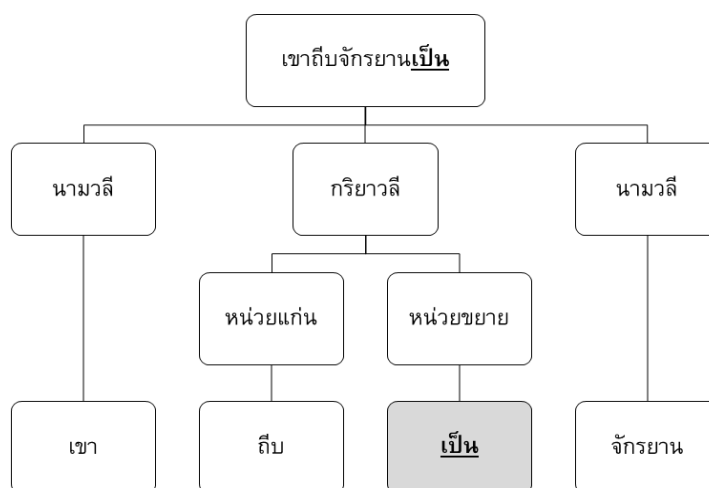 เขาถีบจักรยานเป็น
นามวลี
กริยาวลี
นามวลี
หน่วยแก่น
หน่วยขยาย
เขา
ถีบ
เป็น
จักรยาน